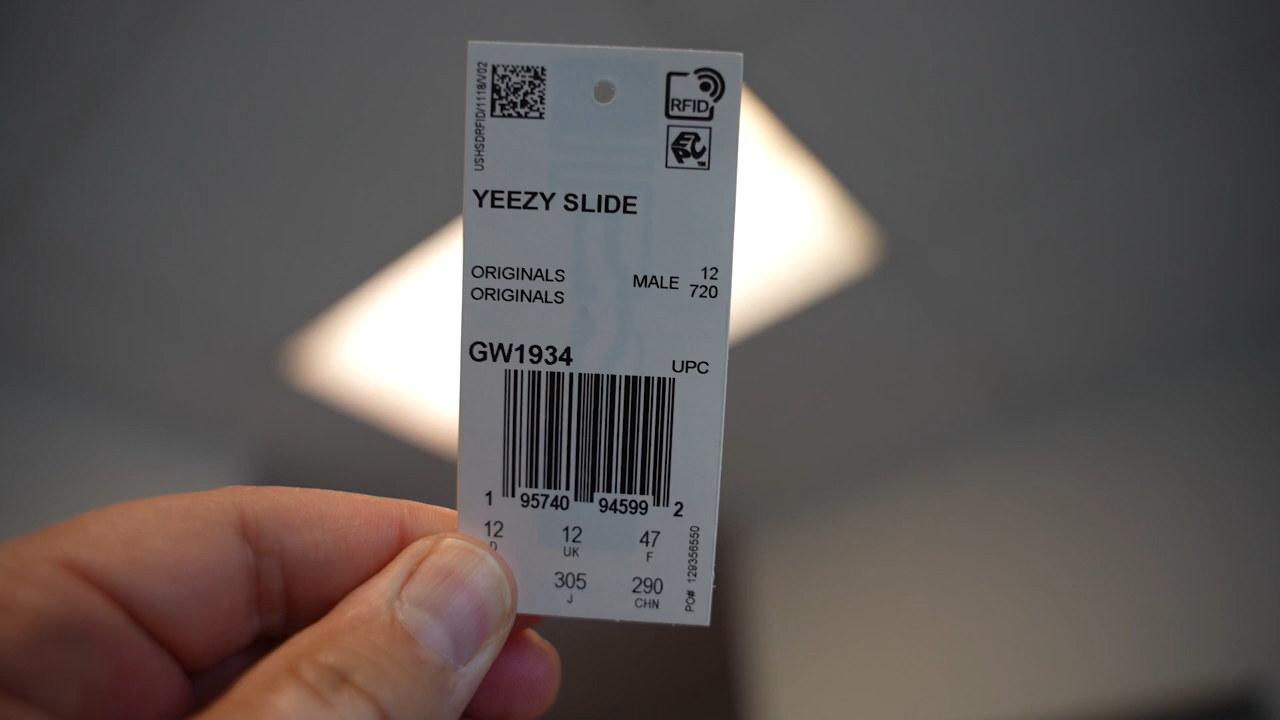 USHSDRFID/1118/V02
RFID
EPC
YEEZY SLIDE
ORIGINALS
ORIGINALS
MALE 12
720
GW1934
UPC
1 95740 94599 2
12 12 47
D UK F
305 290
J CHN
PO# 129356550